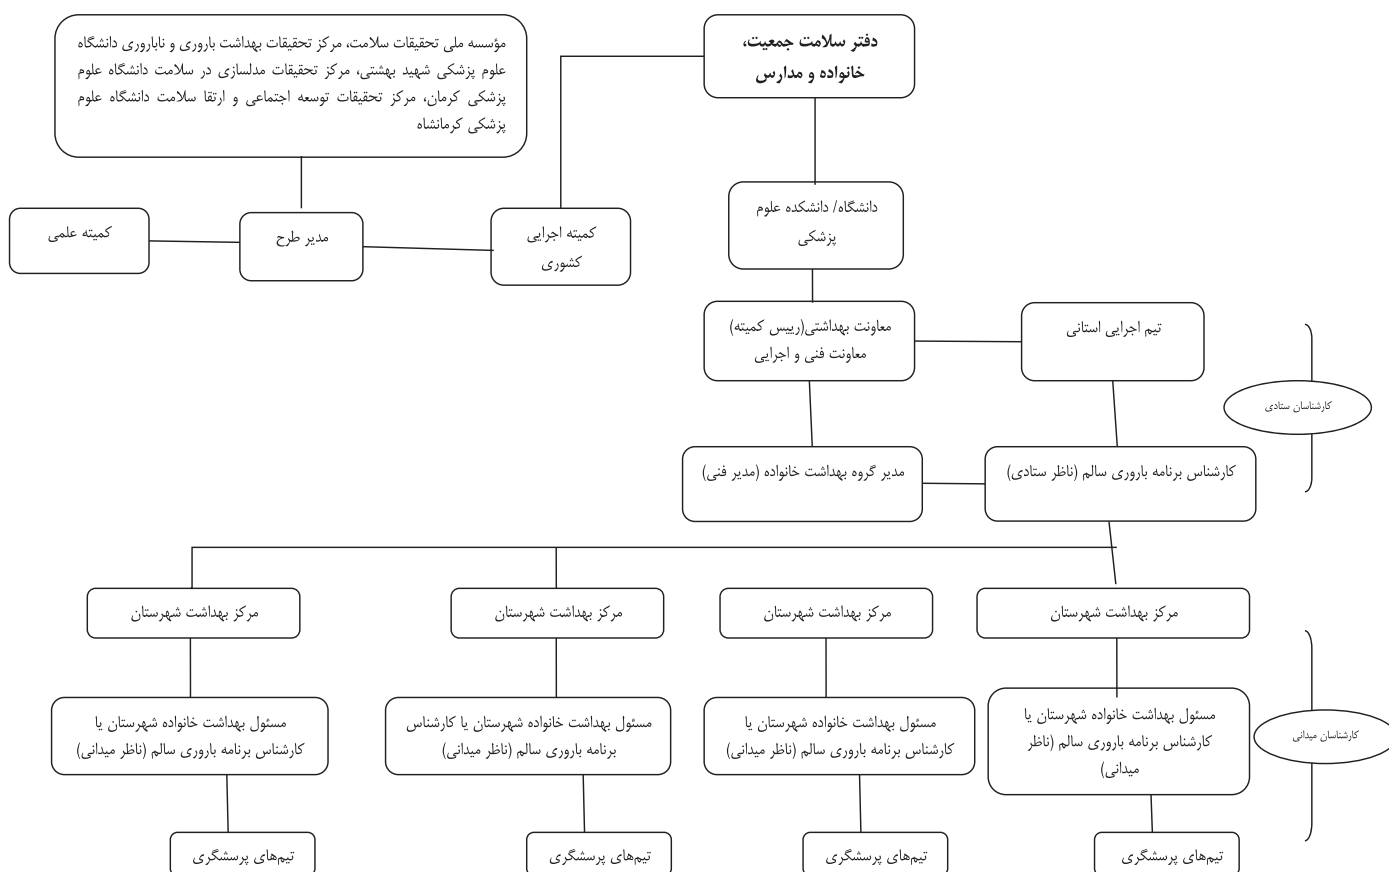 دفتر سلامت جمعیت،
خانواده و مدارس
مؤسسه ملی تحقیقات سلامت، مرکز تحقیقات بهداشت باروری و ناباروری دانشگاه
علوم پزشکی شهید بهشتی، مرکز تحقیقات مدلسازی در سلامت دانشگاه علوم
پزشکی کرمان، مرکز تحقیقات توسعه اجتماعی و ارتقا سلامت دانشگاه علوم
پزشکی کرمانشاه
دانشگاه/ دانشکده علوم
پزشکی
کمیته اجرایی
کشوری
مدیر طرح
کمیته علمی
تیم اجرایی استانی
معاونت بهداشتی(رییس کمیته)
معاونت فنی و اجرایی
کارشناسان ستادی
کارشناس برنامه باروری سالم (ناظر ستادی)
مدیر گروه بهداشت خانواده (مدیر فنی)
مرکز بهداشت شهرستان
مرکز بهداشت شهرستان
مرکز بهداشت شهرستان
مرکز بهداشت شهرستان
کارشناسان میدانی
مسئول بهداشت خانواده شهرستان یا
کارشناس برنامه باروری سالم (ناظر
میدانی)
مسئول بهداشت خانواده شهرستان یا
کارشناس برنامه باروری سالم (ناظر میدانی)
مسئول بهداشت خانواده شهرستان یا کارشناس
برنامه باروری سالم (ناظر میدانی)
مسئول بهداشت خانواده شهرستان یا
کارشناس برنامه باروری سالم (ناظر میدانی)
تیم‌های پرسشگری
تیم‌های پرسشگری
تیم‌های پرسشگری
تیم‌های پرسشگری